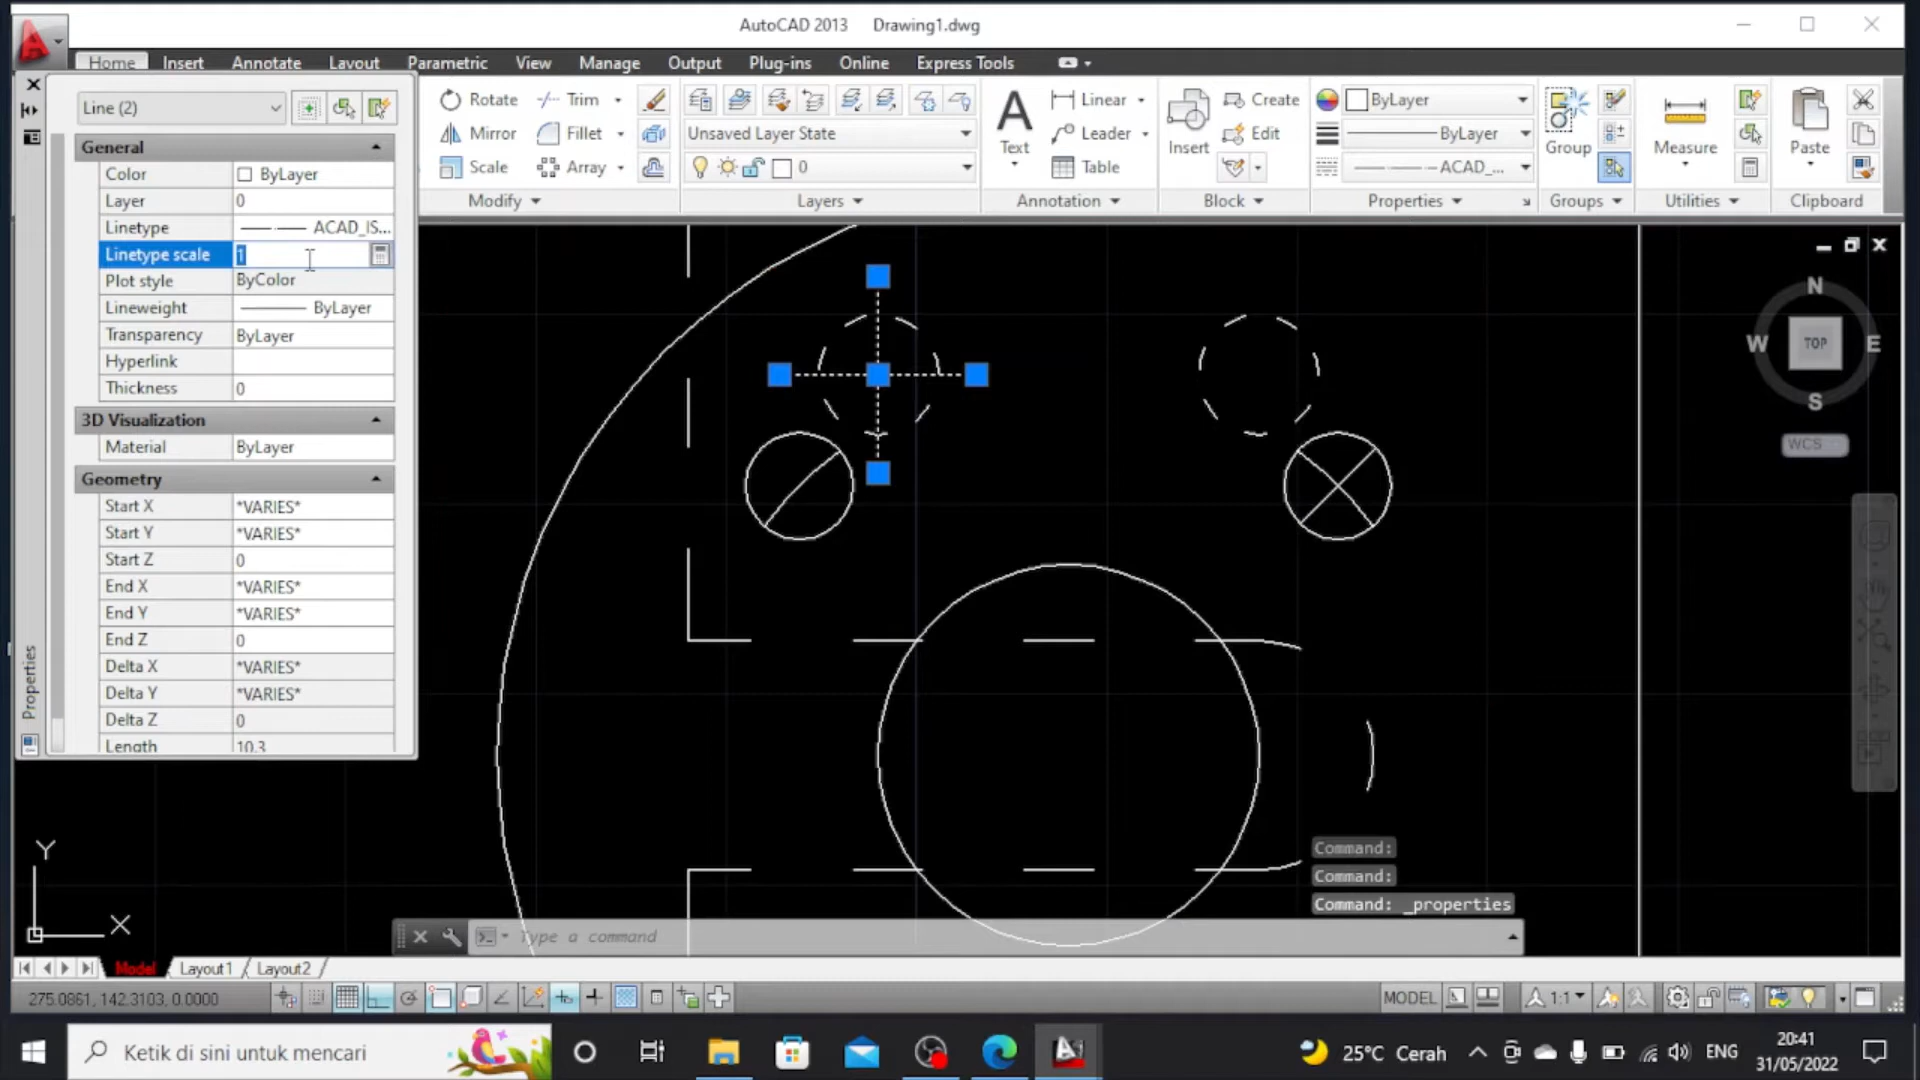 AutoCAD 2013 Drawing1.dwg
Home Insert Annotate Layout Parametric View Manage Output Plug-ins Online Express Tools
Line (2)
Rotate Trim
Mirror Fillet
Scale Array
Modify
Unsaved Layer State
0
Layers
Text
Linear
Leader
Table
Annotation
Insert
Create
Edit
Block
ByLayer
ByLayer
ACAD_...
Properties
Group
Groups
Measure
Utilities
Paste
Clipboard
General
Color ByLayer
Layer 0
Linetype ACAD_IS...
Linetype scale 1
Plot style ByColor
Lineweight ByLayer
Transparency ByLayer
Hyperlink
Thickness 0
3D Visualization
Material ByLayer
Geometry
Start X *VARIES*
Start Y *VARIES*
Start Z 0
End X *VARIES*
End Y *VARIES*
End Z 0
Delta X *VARIES*
Delta Y *VARIES*
Delta Z 0
Length 10.3
Properties
N
W TOP E
S
WCS
Y
X
Command:
Command:
Command: _properties
Type a command
Model Layout1 Layout2
275.0861, 142.3103, 0.0000
MODEL
1:1
Ketik di sini untuk mencari
25°C Cerah
ENG
20:41
31/05/2022